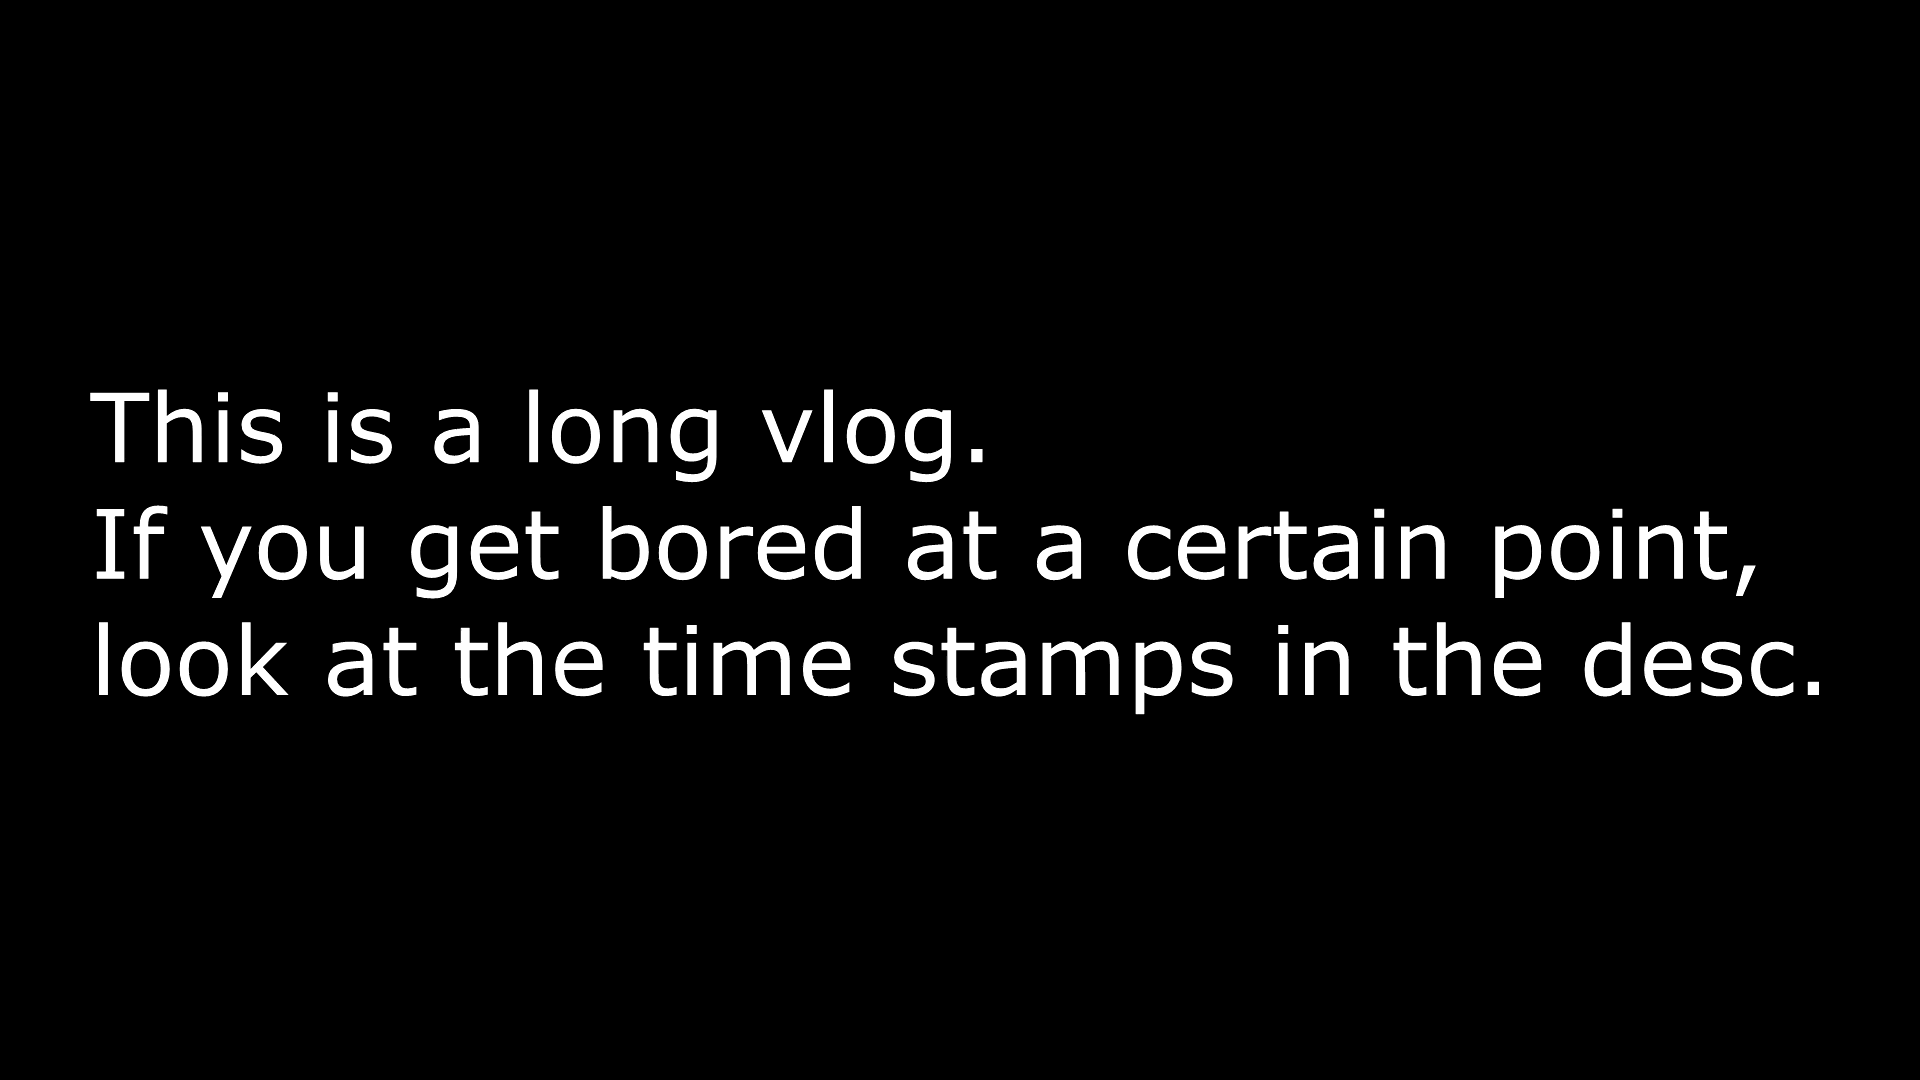 This is a long vlog.
If you get bored at a certain point,
look at the time stamps in the desc.